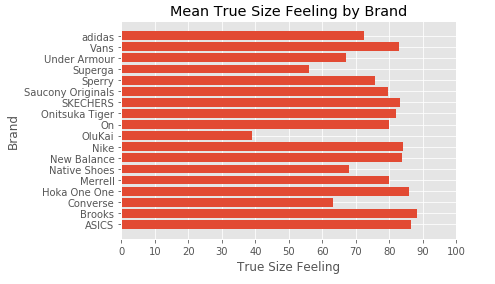 Mean True Size Feeling by Brand
adidas
Vans
Under Armour
Superga
Sperry
Saucony Originals
SKECHERS
Onitsuka Tiger
On
OluKai
Nike
New Balance
Native Shoes
Merrell
Hoka One One
Converse
Brooks
ASICS
Brand
0 10 20 30 40 50 60 70 80 90 100
True Size Feeling